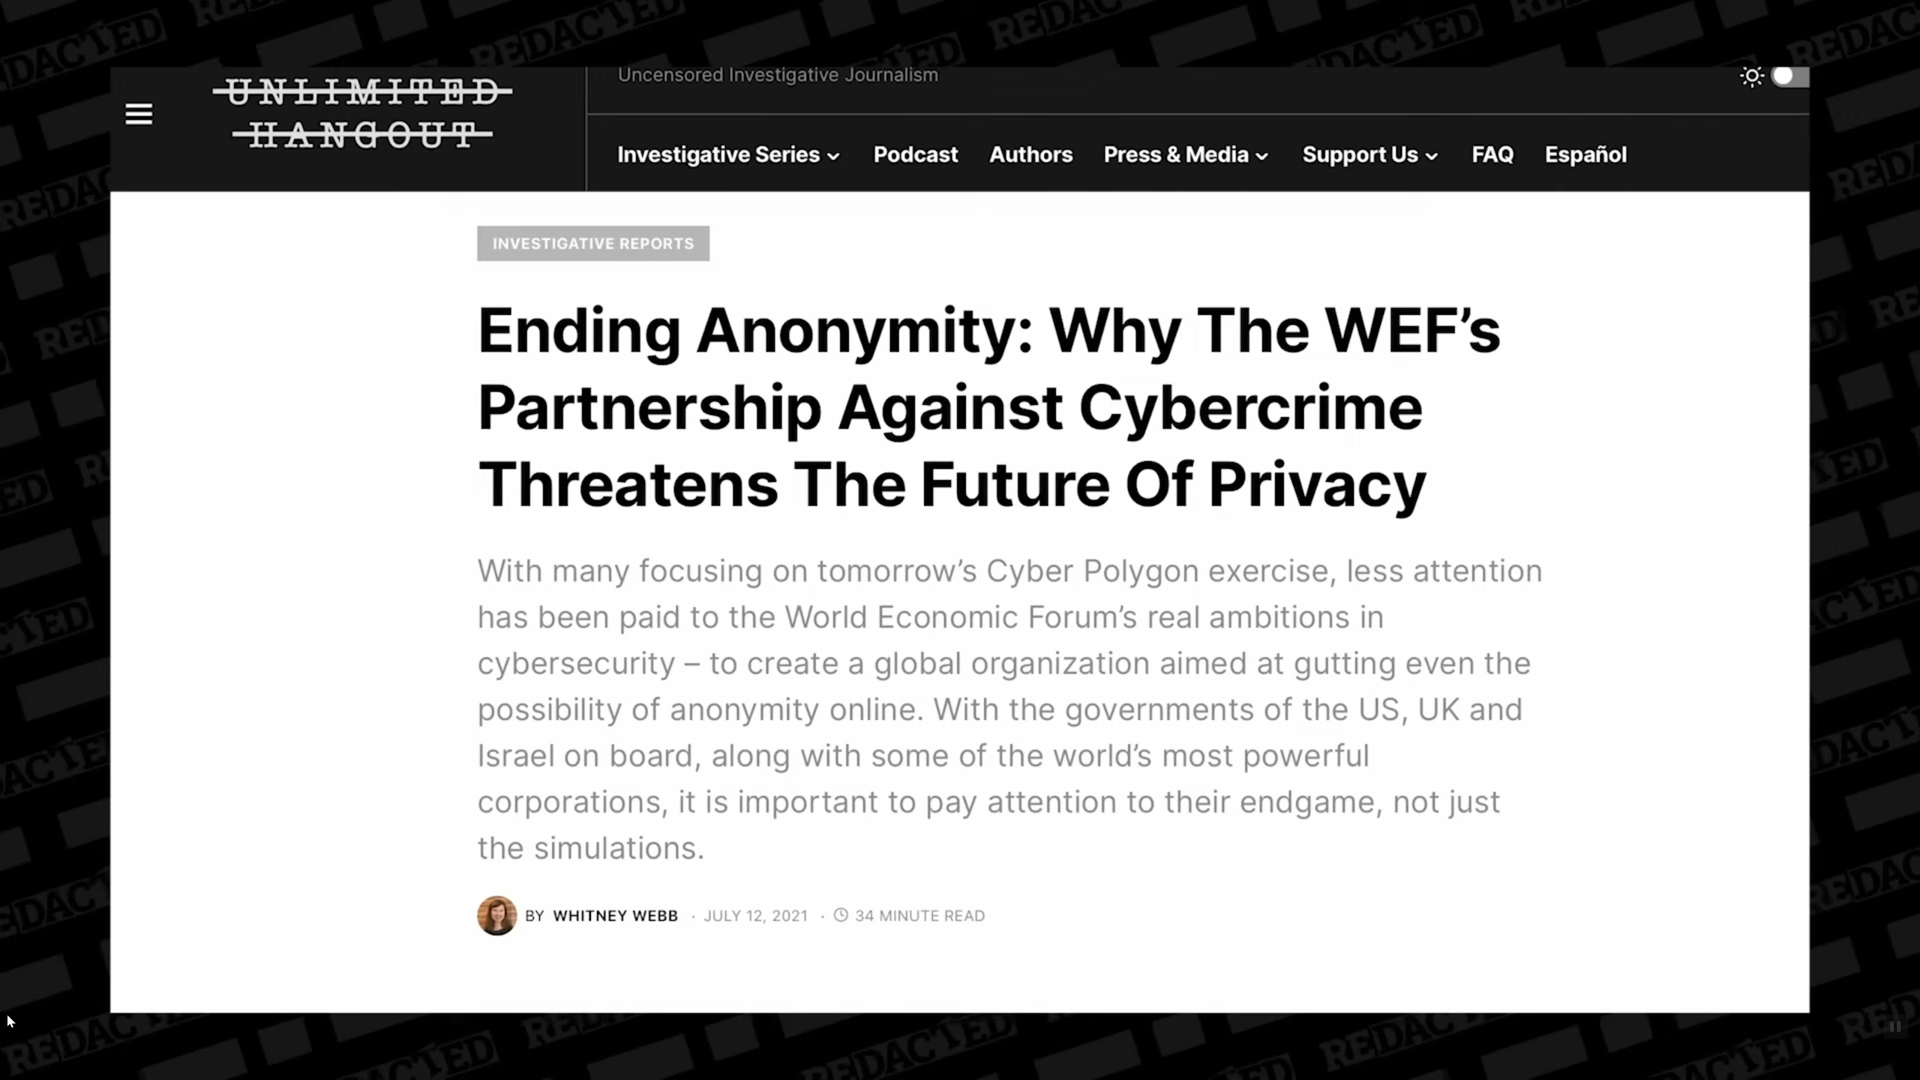 Uncensored Investigative Journalism
UNLIMITED
HANGOUT
Investigative Series
Podcast
Authors
Press & Media
Support Us
FAQ
Español
INVESTIGATIVE REPORTS
Ending Anonymity: Why The WEF’s
Partnership Against Cybercrime
Threatens The Future Of Privacy
With many focusing on tomorrow’s Cyber Polygon exercise, less attention
has been paid to the World Economic Forum’s real ambitions in
cybersecurity – to create a global organization aimed at gutting even the
possibility of anonymity online. With the governments of the US, UK and
Israel on board, along with some of the world’s most powerful
corporations, it is important to pay attention to their endgame, not just
the simulations.
BY WHITNEY WEBB · JULY 12, 2021 · 34 MINUTE READ
REDACTED
REDACTED
REDACTED
REDACTED
REDACTED